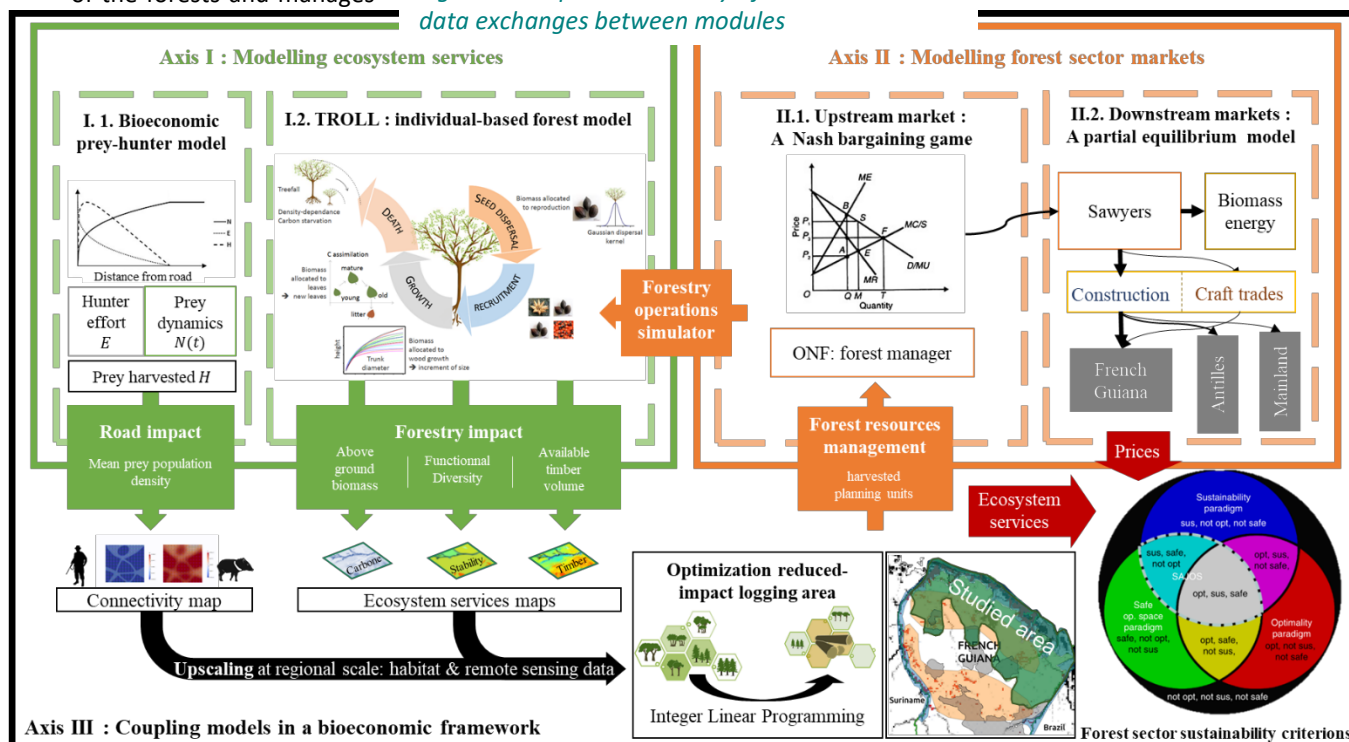 data exchanges between modules
Axis I : Modelling ecosystem services
Axis II : Modelling forest sector markets
I. 1. Bioeconomic
prey-hunter model
N
E
H
Distance from road
Hunter
effort
E
Prey
dynamics
N(t)
Prey harvested H
I.2. TROLL : individual-based forest model
Treefall
Density-dependance
Carbon starvation
DEATH
SEED DISPERSAL
Biomass allocated
to reproduction
Gaussian dispersal
kernel
C assimilation
mature
Biomass
allocated to
leaves
→ new leaves
young
old
litter
GROWTH
RECRUITMENT
height
Trunk
diameter
Biomass
allocated to
wood growth
→ increment of size
Forestry
operations
simulator
II.1. Upstream market :
A Nash bargaining game
Price
ME
B
S
MC/S
F
A
E
D/MU
MR
O
Q
M
T
Quantity
ONF: forest manager
II.2. Downstream markets :
A partial equilibrium model
Sawyers
Biomass
energy
Construction
Craft trades
French
Guiana
Antilles
Mainland
Road impact
Mean prey population
density
Forestry impact
Above
ground
biomass
Functionnal
Diversity
Available
timber
volume
Forest resources
management
harvested
planning units
Prices
Ecosystem
services
Connectivity map
Carbone
Stability
Timber
Ecosystem services maps
Upscaling at regional scale: habitat & remote sensing data
Optimization reduced-
impact logging area
Integer Linear Programming
Studied area
FRENCH
GUIANA
Suriname
Brazil
Sustainability
paradigm
sus, not opt, not safe
sus, safe,
not opt
opt, sus,
not safe,
opt, sus, safe
Safe
op. space
paradigm
safe, not opt,
not sus
opt, safe,
not sus,
Optimality
paradigm
opt, not sus,
not safe
not opt, not sus, not safe
Axis III : Coupling models in a bioeconomic framework
Forest sector sustainability criterions